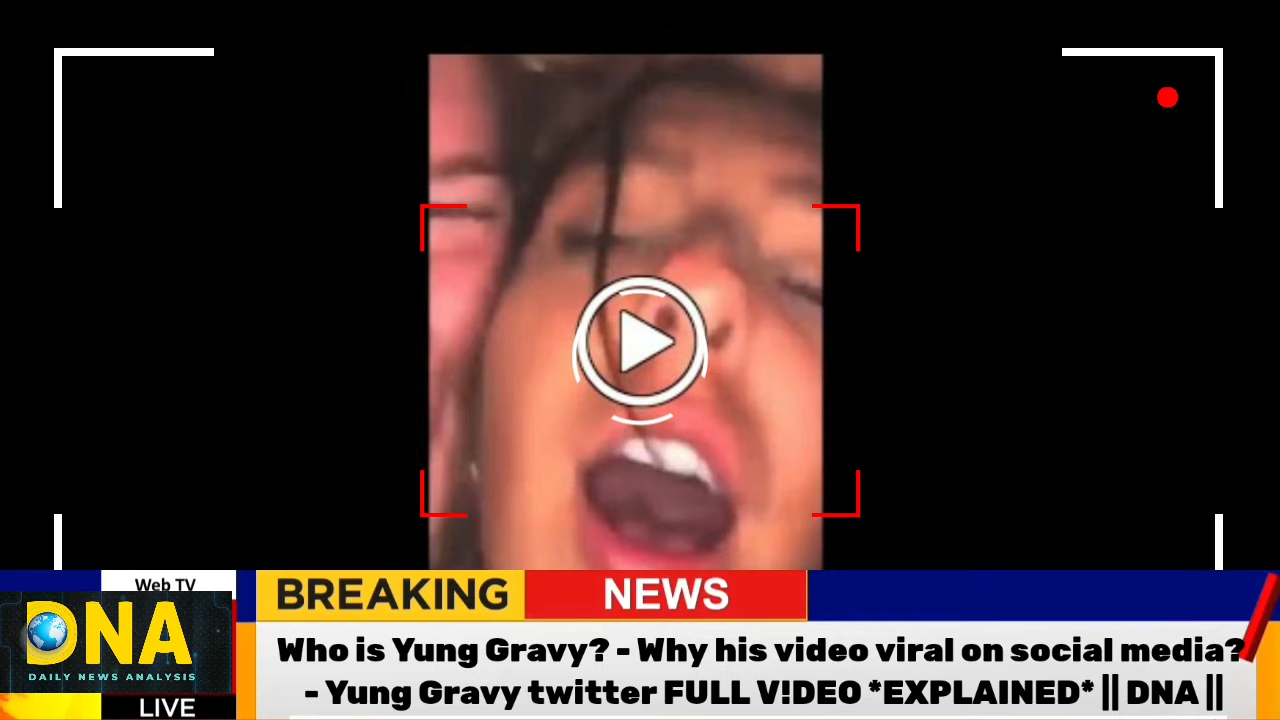 Web TV
DNA
DAILY NEWS ANALYSIS
LIVE
BREAKING NEWS
Who is Yung Gravy? - Why his video viral on social media?
- Yung Gravy twitter FULL V!DEO *EXPLAINED* || DNA ||